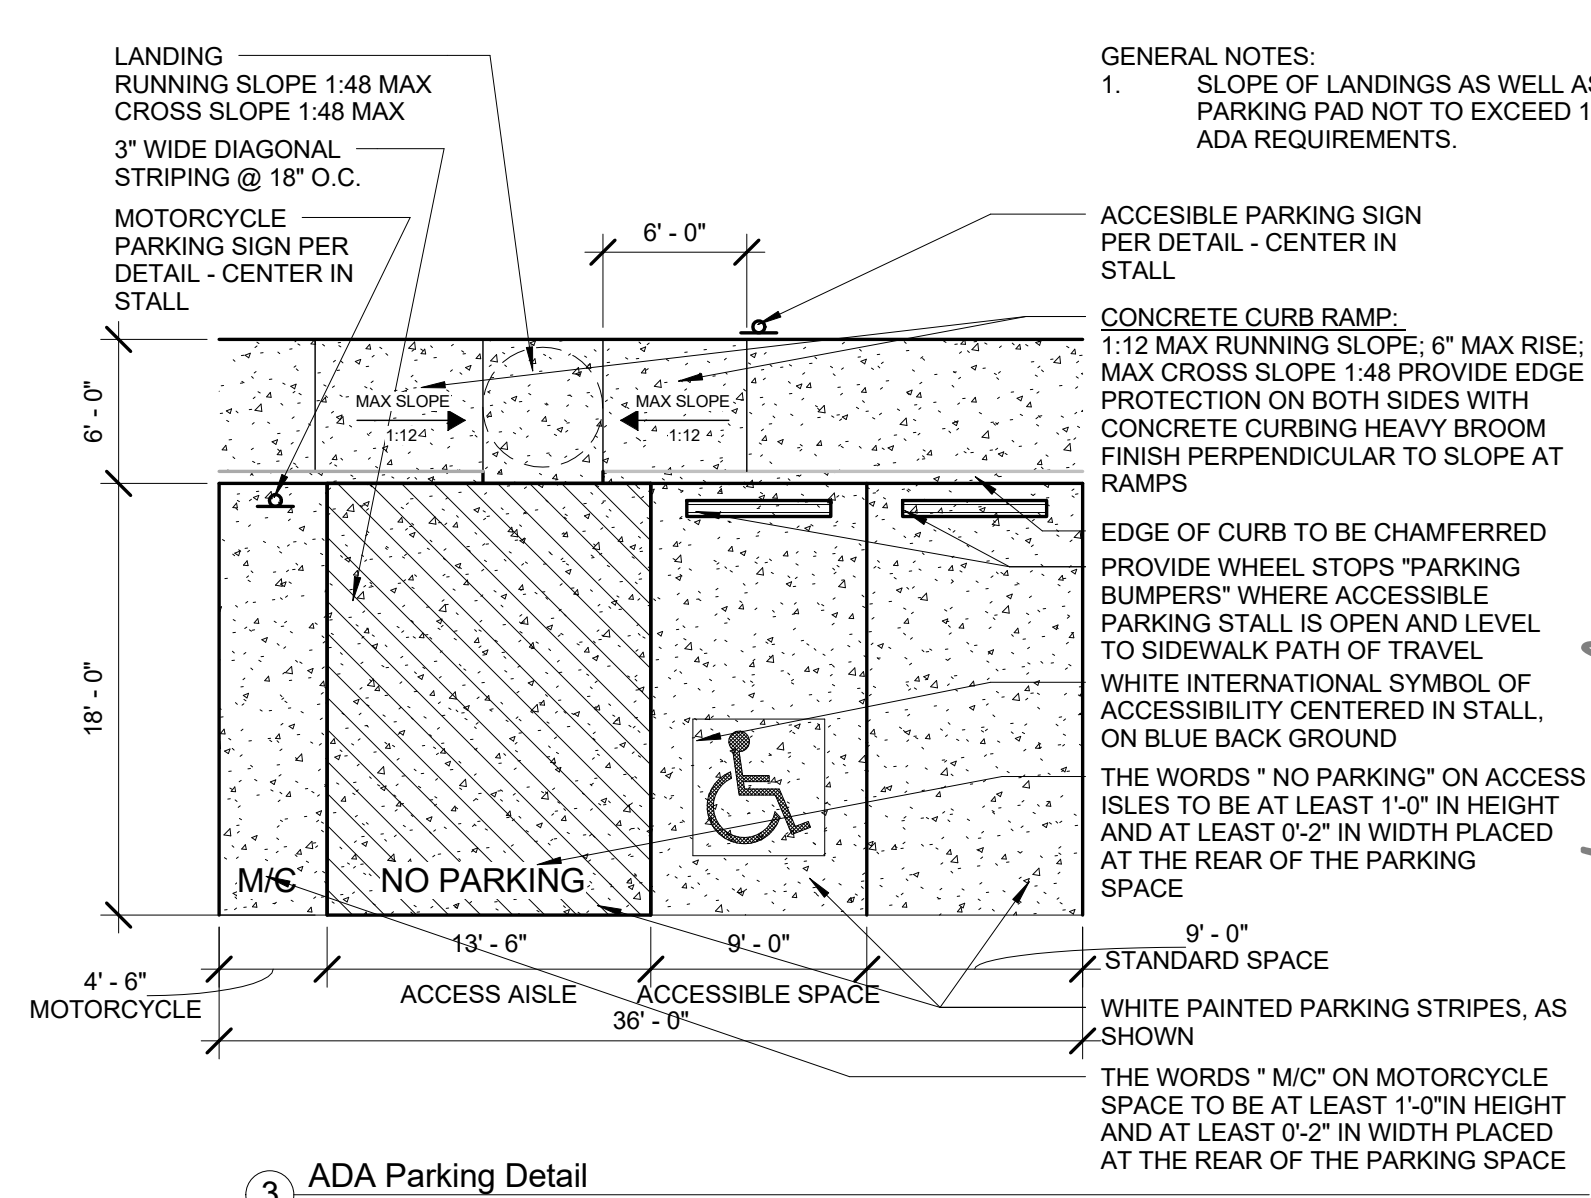 LANDING
RUNNING SLOPE 1:48 MAX
CROSS SLOPE 1:48 MAX
3" WIDE DIAGONAL
STRIPING @ 18" O.C.
MOTORCYCLE
PARKING SIGN PER
DETAIL - CENTER IN
STALL
GENERAL NOTES:
1. SLOPE OF LANDINGS AS WELL AS
PARKING PAD NOT TO EXCEED
ADA REQUIREMENTS.
6' - 0"
ACCESIBLE PARKING SIGN
PER DETAIL - CENTER IN
STALL
CONCRETE CURB RAMP:
1:12 MAX RUNNING SLOPE; 6" MAX RISE;
MAX CROSS SLOPE 1:48 PROVIDE EDGE
PROTECTION ON BOTH SIDES WITH
CONCRETE CURBING HEAVY BROOM
FINISH PERPENDICULAR TO SLOPE AT
RAMPS
6' - 0"
MAX SLOPE
1:12
MAX SLOPE
1:12
EDGE OF CURB TO BE CHAMFERRED
PROVIDE WHEEL STOPS "PARKING
BUMPERS" WHERE ACCESSIBLE
PARKING STALL IS OPEN AND LEVEL
TO SIDEWALK PATH OF TRAVEL
18' - 0"
WHITE INTERNATIONAL SYMBOL OF
ACCESSIBILITY CENTERED IN STALL,
ON BLUE BACK GROUND
THE WORDS " NO PARKING" ON ACCESS
ISLES TO BE AT LEAST 1'-0" IN HEIGHT
AND AT LEAST 0'-2" IN WIDTH PLACED
AT THE REAR OF THE PARKING
SPACE
M/C
NO PARKING
13' - 6"
9' - 0"
9' - 0"
STANDARD SPACE
4' - 6"
MOTORCYCLE
ACCESS AISLE
ACCESSIBLE SPACE
36' - 0"
WHITE PAINTED PARKING STRIPES, AS
SHOWN
THE WORDS " M/C" ON MOTORCYCLE
SPACE TO BE AT LEAST 1'-0"IN HEIGHT
AND AT LEAST 0'-2" IN WIDTH PLACED
AT THE REAR OF THE PARKING SPACE
3 ADA Parking Detail